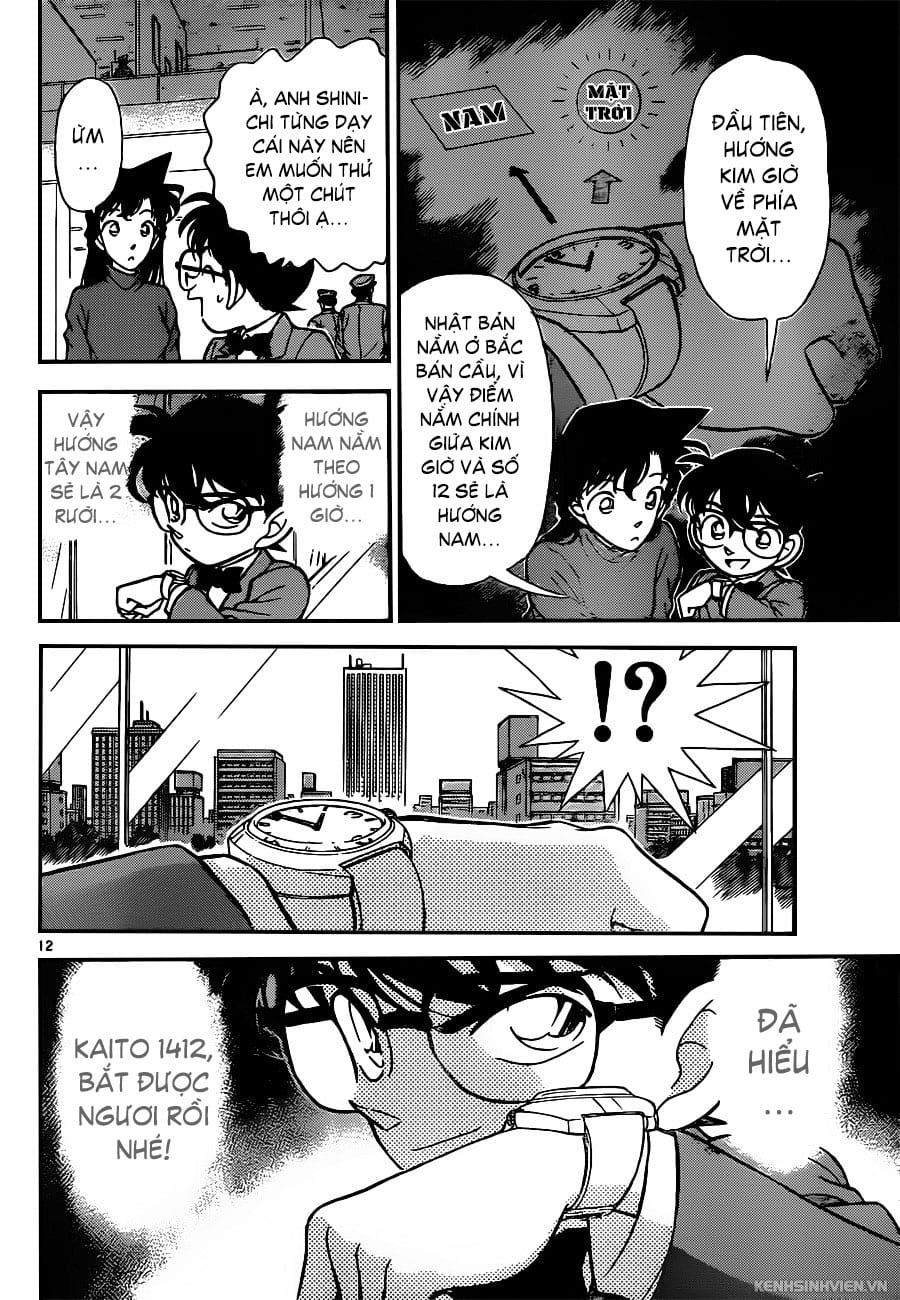 ĐẦU TIÊN,
HƯỚNG
KIM GIỜ
VỀ PHÍA
MẶT
TRỜI...
MẶT
TRỜI
NAM
NHẬT BẢN
NẰM Ở BẮC
BÁN CẦU, VÌ
VẬY ĐIỂM
NẰM CHÍNH
GIỮA KIM
GIỜ VÀ SỐ
12 SẼ LÀ
HƯỚNG
NAM...
À, ANH SHINI-
CHI TỪNG DẠY
CÁI NÀY NÊN
EM MUỐN THỬ
MỘT CHÚT
THÔI Ạ...
ỪM
...
HƯỚNG
NAM NẰM
THEO
HƯỚNG 1
GIỜ...
VẬY
HƯỚNG
TÂY NAM
SẼ LÀ 2
RƯỠI...
!?
12
ĐÃ
HIỂU
...
KAITO 1412,
BẮT ĐƯỢC
NGƯƠI RỒI
NHÉ!
KENHSINHVIEN.VN